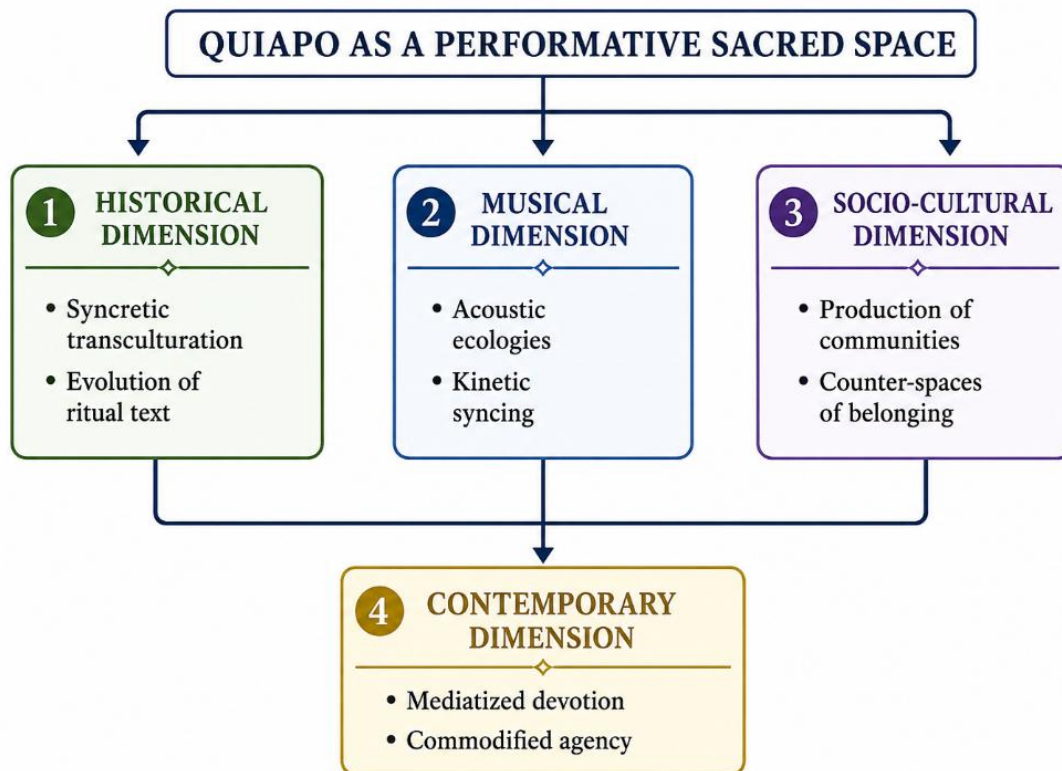 QUIAPO AS A PERFORMATIVE SACRED SPACE
1 HISTORICAL
DIMENSION
• Syncretic
transculturation
• Evolution of
ritual text
2 MUSICAL
DIMENSION
• Acoustic
ecologies
• Kinetic
syncing
3 SOCIO-CULTURAL
DIMENSION
• Production of
communities
• Counter-spaces
of belonging
4 CONTEMPORARY
DIMENSION
• Mediatized devotion
• Commodified agency